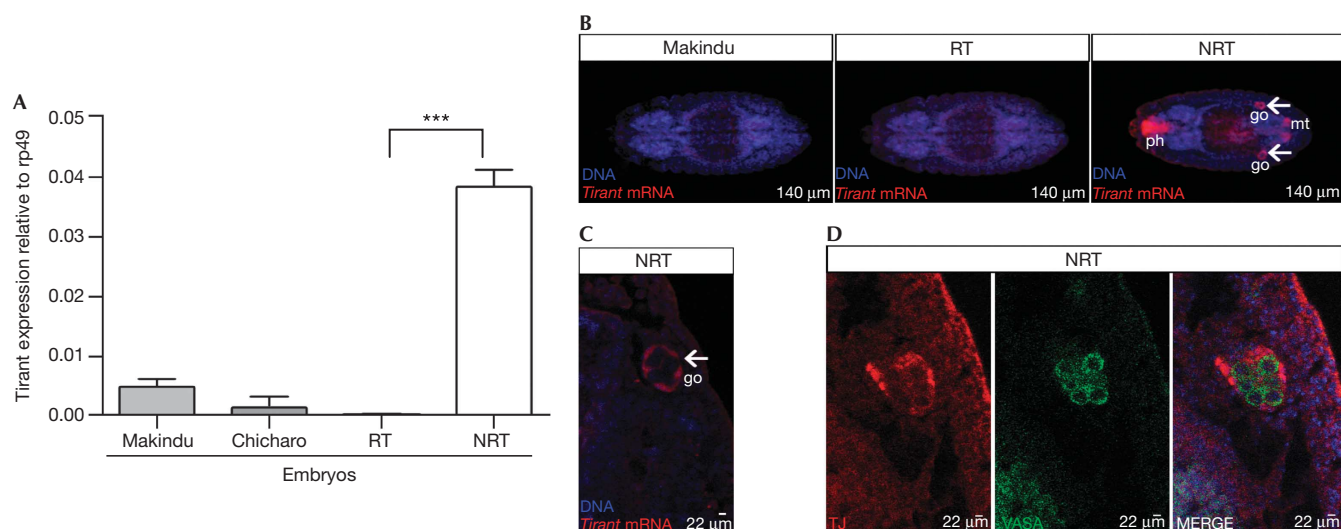 A
Tirant expression relative to rp49
0.05
0.04
0.03
0.02
0.01
0.00
***
Makindu
Chicharo
RT
NRT
Embryos
B
Makindu
RT
NRT
DNA
Tirant mRNA
140 μm
DNA
Tirant mRNA
140 μm
go
mt
ph
go
DNA
Tirant mRNA
140 μm
C
NRT
go
DNA
Tirant mRNA
22 μm
D
NRT
TJ
22 μm
VASA
22 μm
MERGE
22 μm